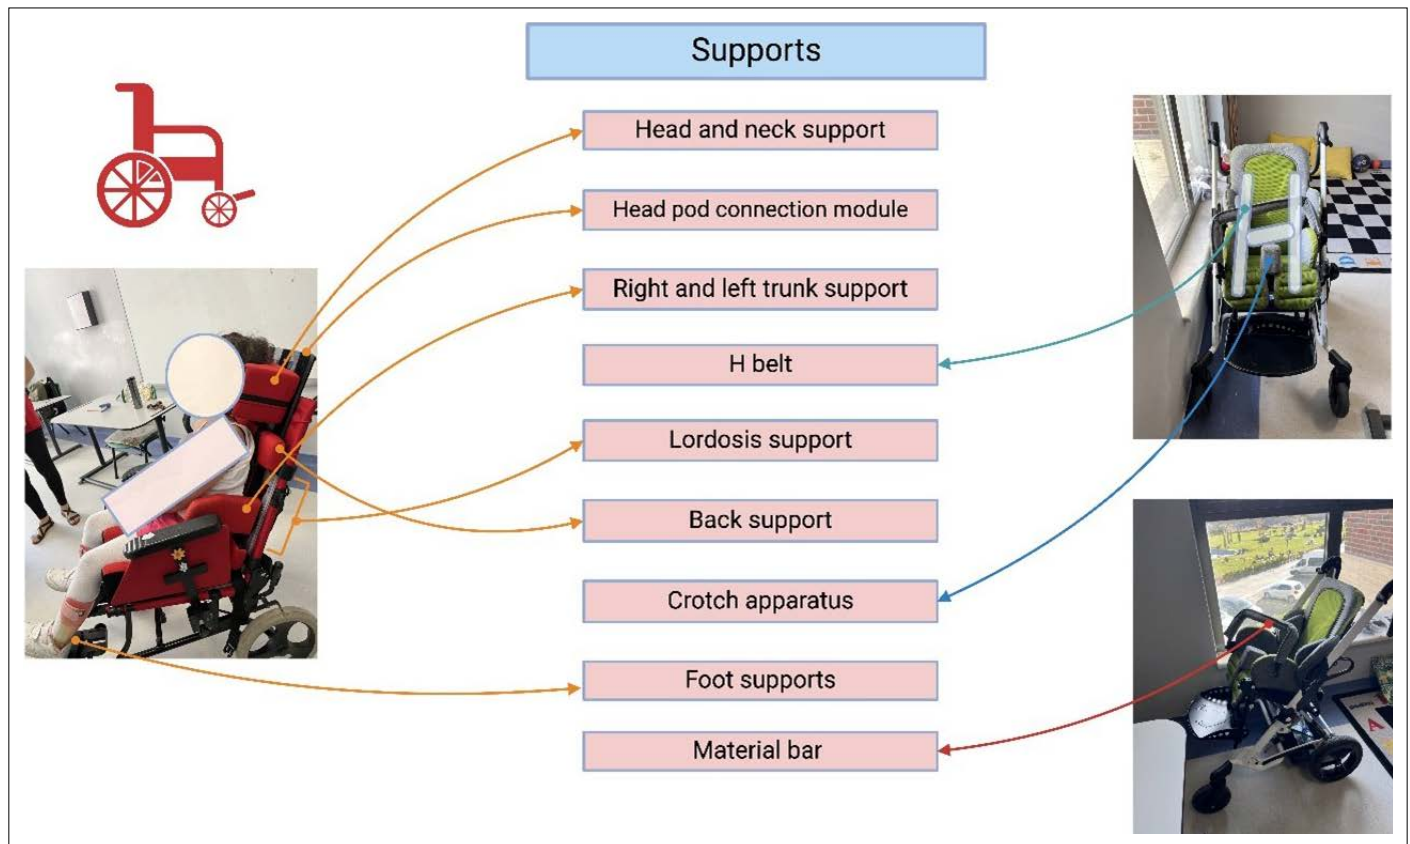 Supports
Head and neck support
Head pod connection module
Right and left trunk support
H belt
Lordosis support
Back support
Crotch apparatus
Foot supports
Material bar